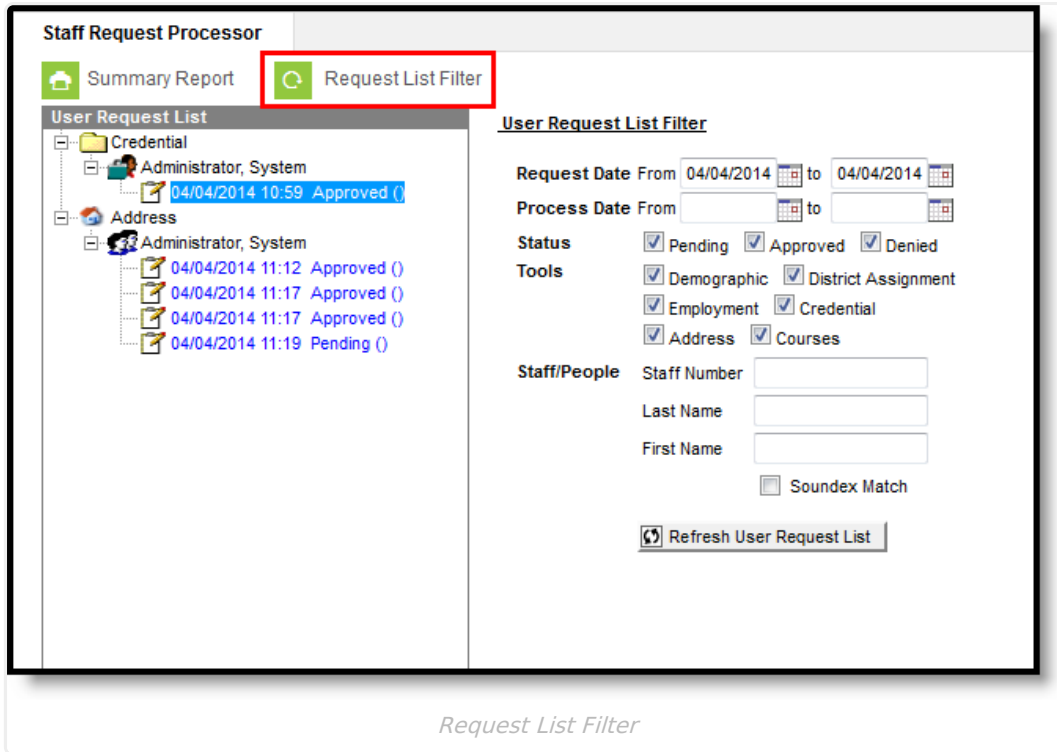 Staff Request Processor
Summary Report Request List Filter
User Request List
Credential
Administrator, System
04/04/2014 10:59 Approved ()
Address
Administrator, System
04/04/2014 11:12 Approved ()
04/04/2014 11:17 Approved ()
04/04/2014 11:17 Approved ()
04/04/2014 11:19 Pending ()
User Request List Filter
Request Date From 04/04/2014 to 04/04/2014
Process Date From to
Status Pending Approved Denied
Tools Demographic District Assignment
Employment Credential
Address Courses
Staff/People Staff Number
Last Name
First Name
Soundex Match
Refresh User Request List
Request List Filter